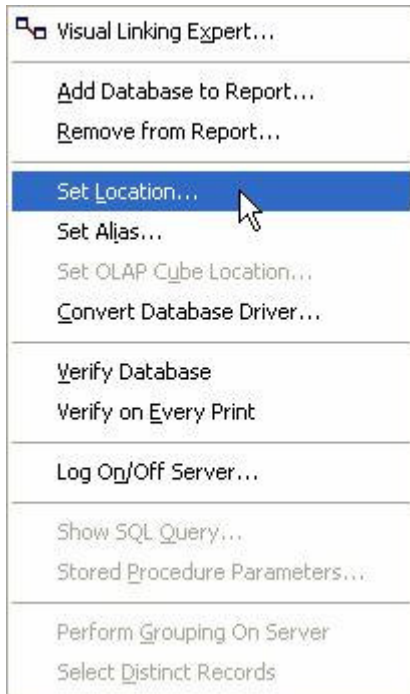 Visual Linking Expert...
Add Database to Report...
Remove from Report...
Set Location...
Set Alias...
Set OLAP Cube Location...
Convert Database Driver...
Verify Database
Verify on Every Print
Log On/Off Server...
Show SQL Query...
Stored Procedure Parameters...
Perform Grouping On Server
Select Distinct Records